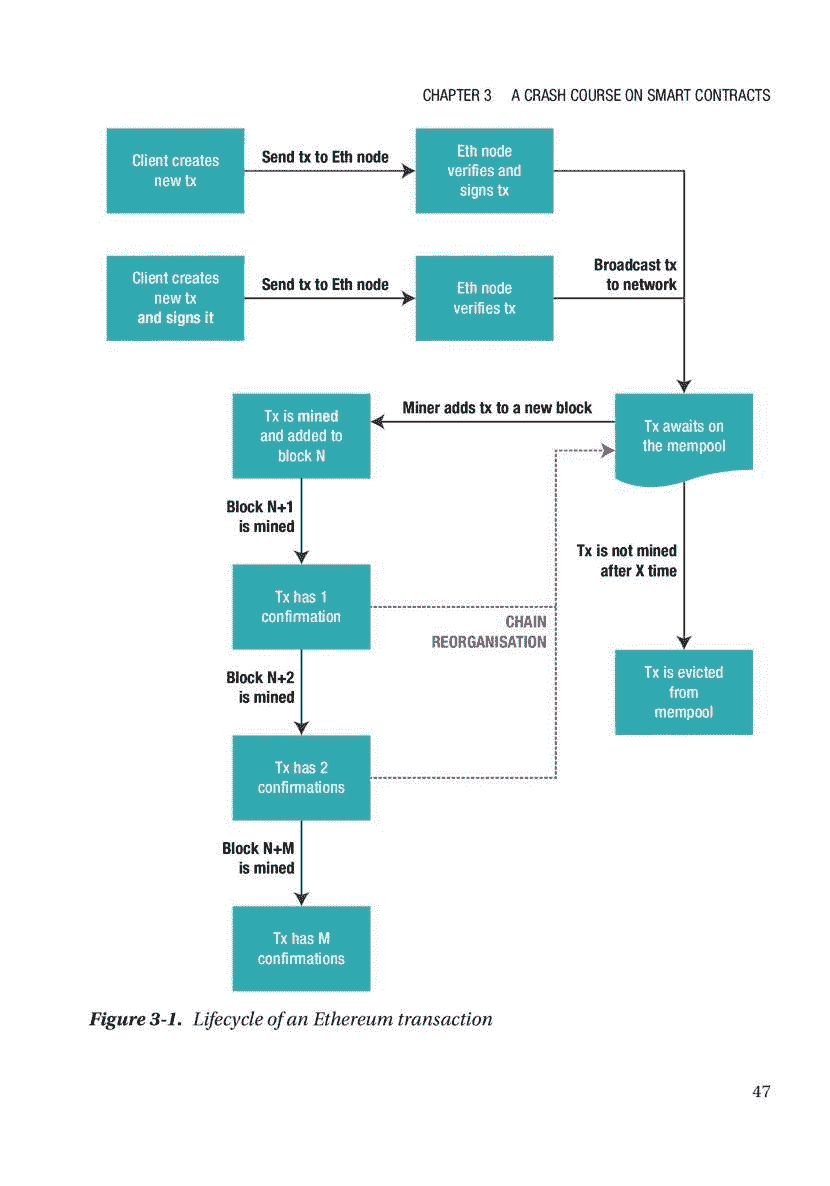 CHAPTER 3 A CRASH COURSE ON SMART CONTRACTS
Client creates
new tx
Send tx to Eth node
Eth node
verifies and
signs tx
Client creates
new tx
and signs it
Send tx to Eth node
Eth node
verifies tx
Broadcast tx
to network
Tx is mined
and added to
block N
Miner adds tx to a new block
Tx awaits on
the mempool
Block N+1
is mined
Tx is not mined
after X time
Tx has 1
confirmation
CHAIN
REORGANISATION
Block N+2
is mined
Tx is evicted
from
mempool
Tx has 2
confirmations
Block N+M
is mined
Tx has M
confirmations
Figure 3-1. Lifecycle of an Ethereum transaction
47